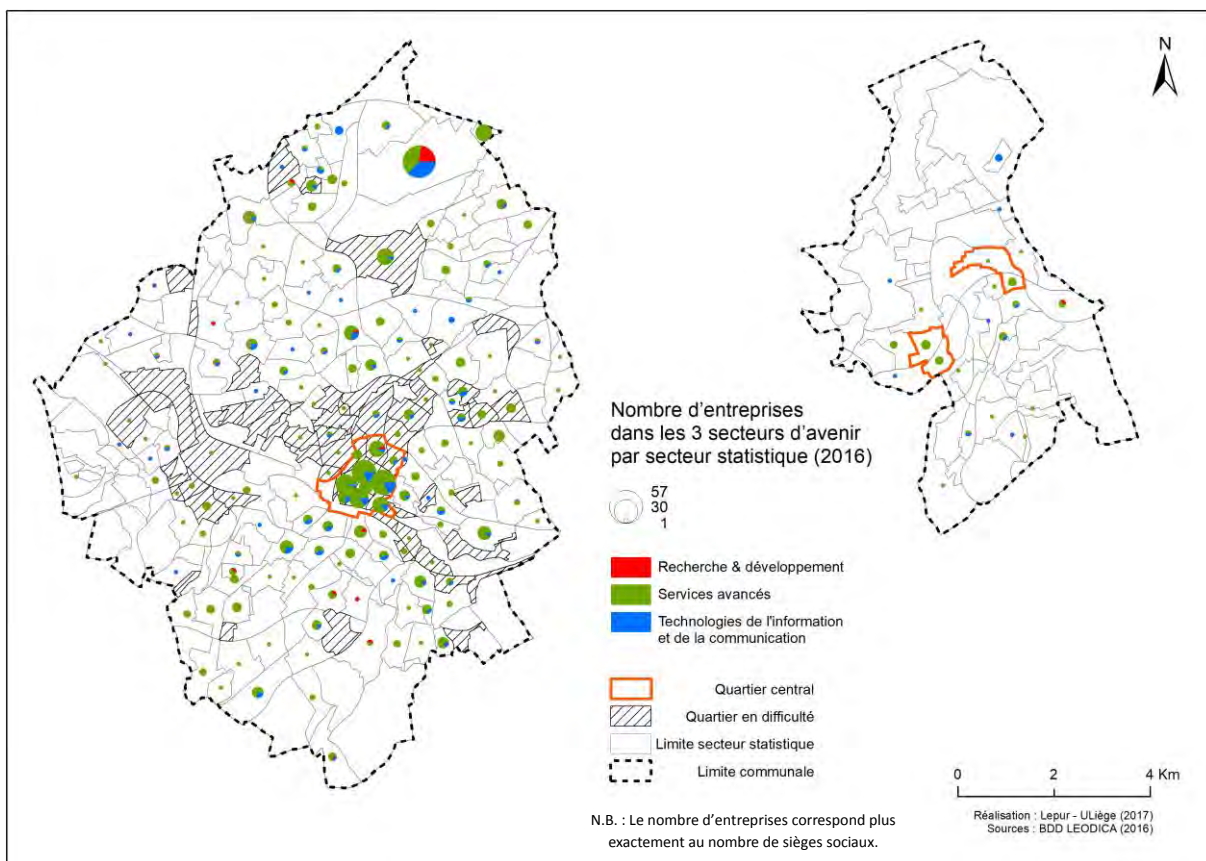 N
Nombre d'entreprises
dans les 3 secteurs d'avenir
par secteur statistique (2016)
57
30
1
Recherche & développement
Services avancés
Technologies de l'information
et de la communication
Quartier central
Quartier en difficulté
Limite secteur statistique
Limite communale
0 2 4 Km
N.B. : Le nombre d'entreprises correspond plus
exactement au nombre de sièges sociaux.
Réalisation : Lepur - ULiège (2017)
Sources : BDD LEODICA (2016)